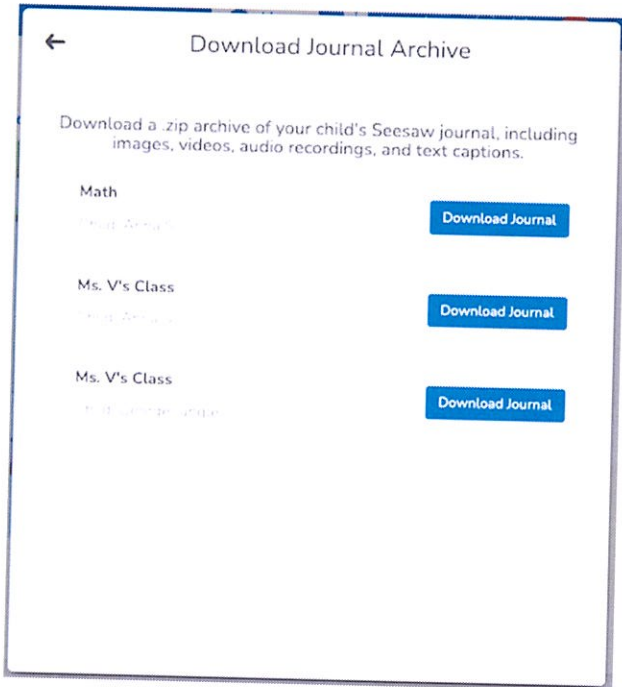 Download Journal Archive
Download a .zip archive of your child's Seesaw journal, including
images, videos, audio recordings, and text captions.
Math
Download Journal
Ms. V's Class
Download Journal
Ms. V's Class
Download Journal